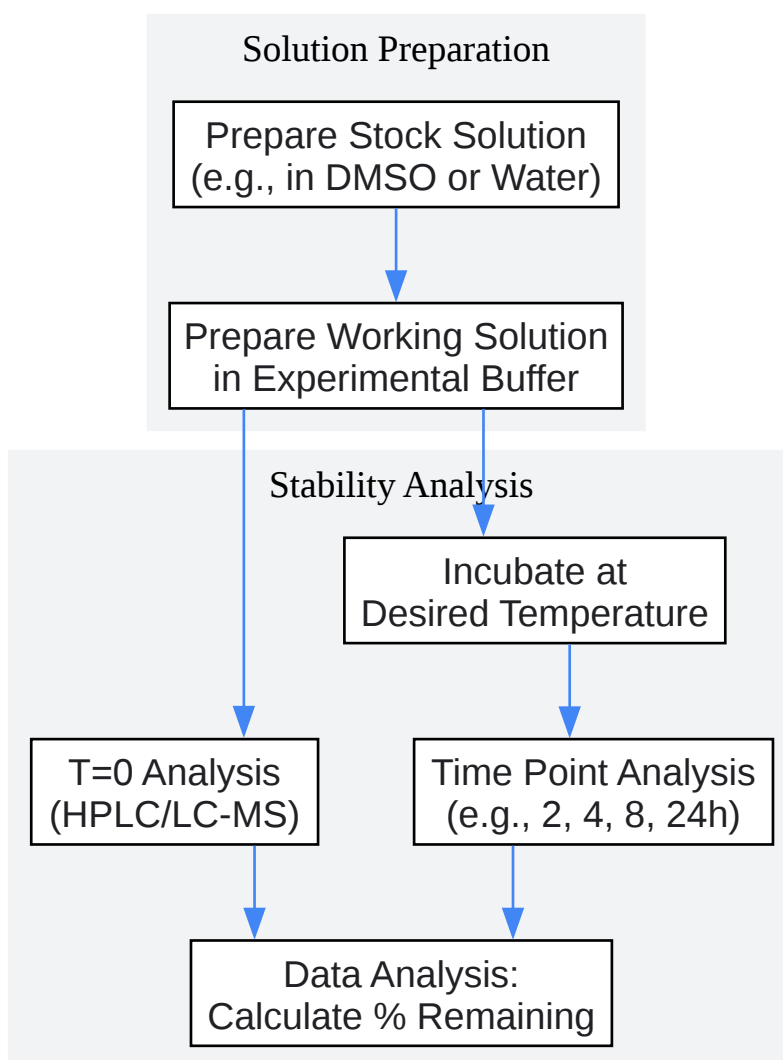 Solution Preparation
Prepare Stock Solution
(e.g., in DMSO or Water)
Prepare Working Solution
in Experimental Buffer
Stability Analysis
Incubate at
Desired Temperature
T=0 Analysis
(HPLC/LC-MS)
Time Point Analysis
(e.g., 2, 4, 8, 24h)
Data Analysis:
Calculate % Remaining